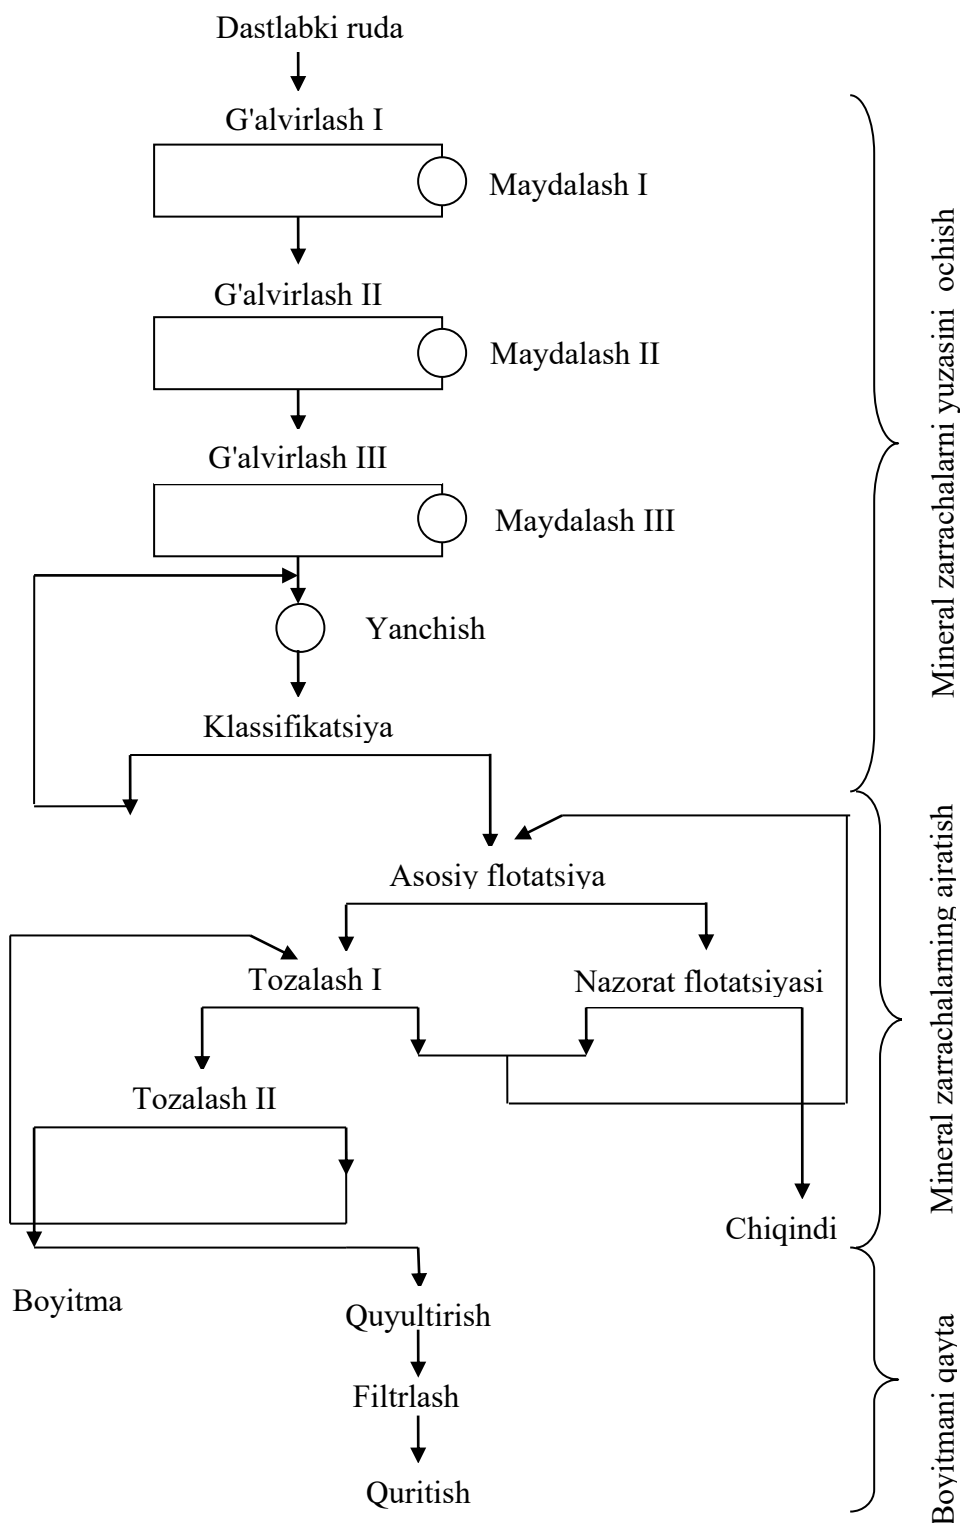 Dastlabki ruda
G'alvirlash I
Maydalash I
G'alvirlash II
Maydalash II
G'alvirlash III
Maydalash III
Yanchish
Klassifikatsiya
Mineral zarrachalarni yuzasini ochish
Asosiy flotatsiya
Tozalash I
Nazorat flotatsiyasi
Tozalash II
Chiqindi
Mineral zarrachalarning ajratish
Boyitma
Quyultirish
Filtrlash
Quritish
Boyitmani qayta